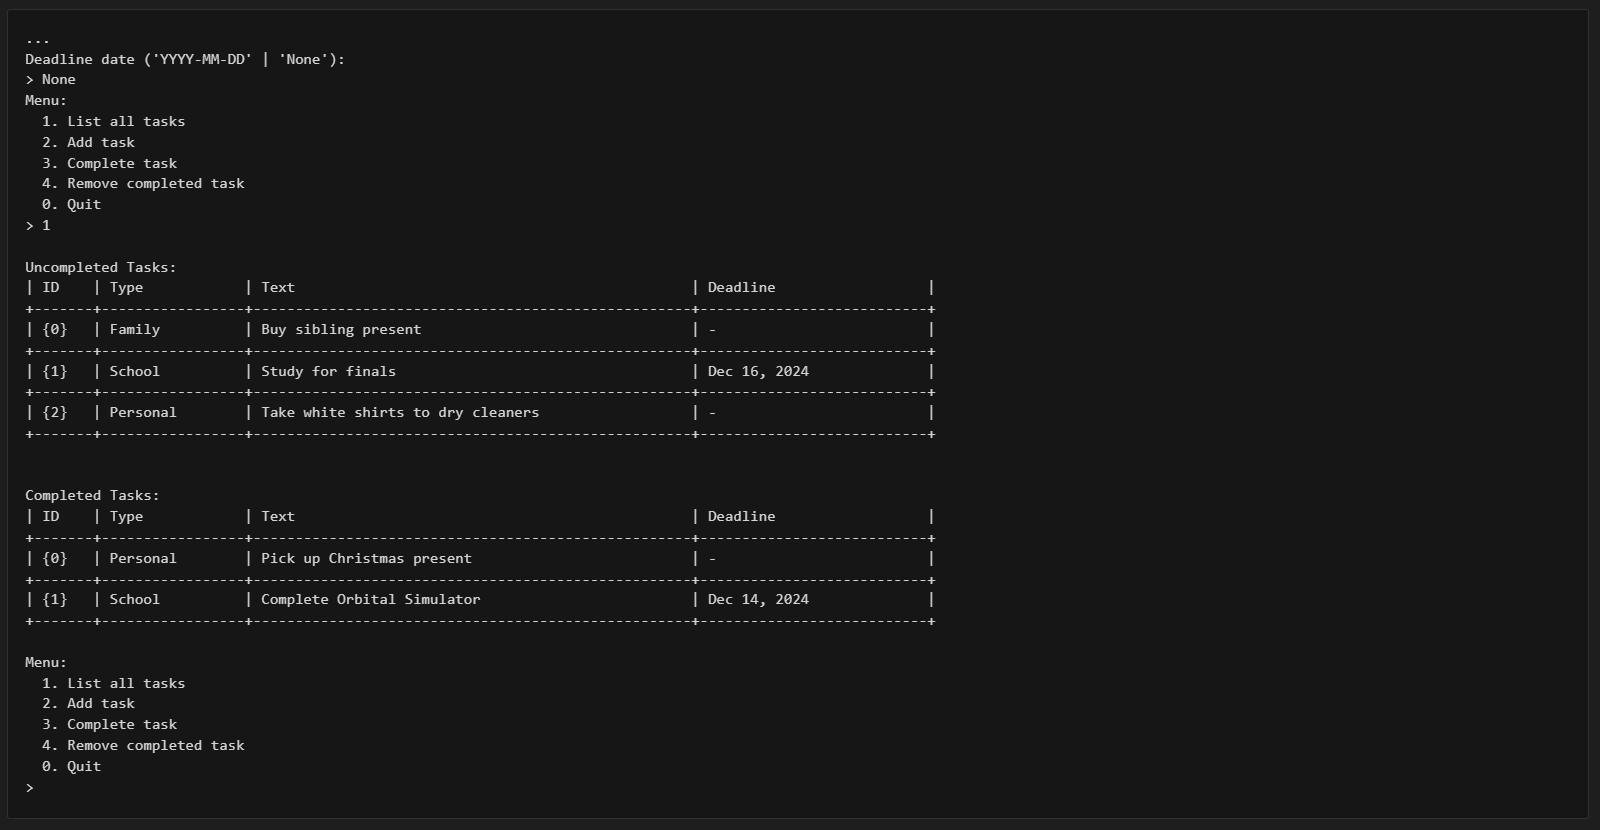 ...
Deadline date ('YYYY-MM-DD' | 'None'):
> None
Menu:
  1. List all tasks
  2. Add task
  3. Complete task
  4. Remove completed task
  0. Quit
> 1

Uncompleted Tasks:
| ID    | Type            | Text                                               | Deadline                  |
+-------+-----------------+----------------------------------------------------+---------------------------+
| {0}   | Family          | Buy sibling present                                | -                         |
+-------+-----------------+----------------------------------------------------+---------------------------+
| {1}   | School          | Study for finals                                   | Dec 16, 2024              |
+-------+-----------------+----------------------------------------------------+---------------------------+
| {2}   | Personal        | Take white shirts to dry cleaners                  | -                         |
+-------+-----------------+----------------------------------------------------+---------------------------+


Completed Tasks:
| ID    | Type            | Text                                               | Deadline                  |
+-------+-----------------+----------------------------------------------------+---------------------------+
| {0}   | Personal        | Pick up Christmas present                          | -                         |
+-------+-----------------+----------------------------------------------------+---------------------------+
| {1}   | School          | Complete Orbital Simulator                         | Dec 14, 2024              |
+-------+-----------------+----------------------------------------------------+---------------------------+

Menu:
  1. List all tasks
  2. Add task
  3. Complete task
  4. Remove completed task
  0. Quit
>